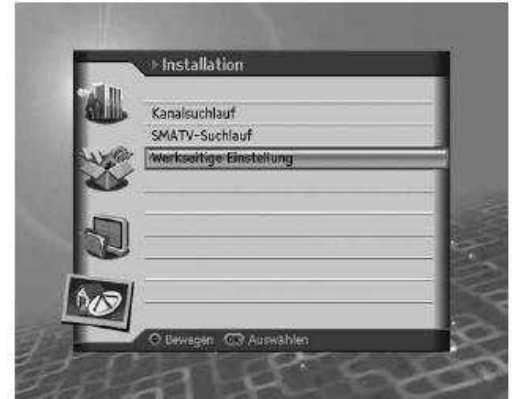 Installation
Kanalsuchlauf
SMATV-Suchlauf
Werkseitige Einstellung
Bewegen OK Auswählen